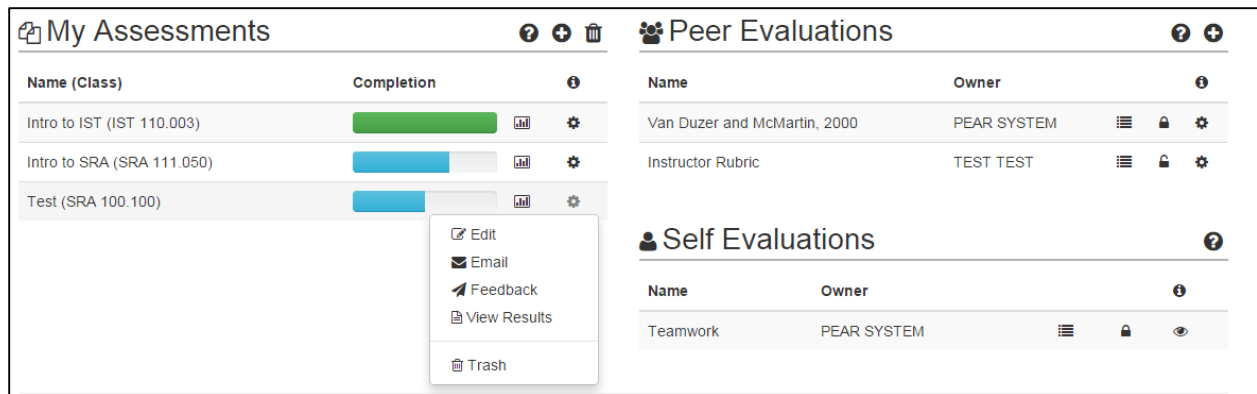 My Assessments
Name (Class) Completion
Intro to IST (IST 110.003)
Intro to SRA (SRA 111.050)
Test (SRA 100.100)
Edit
Email
Feedback
View Results
Trash
Peer Evaluations
Name Owner
Van Duzer and McMartin, 2000 PEAR SYSTEM
Instructor Rubric TEST TEST
Self Evaluations
Name Owner
Teamwork PEAR SYSTEM